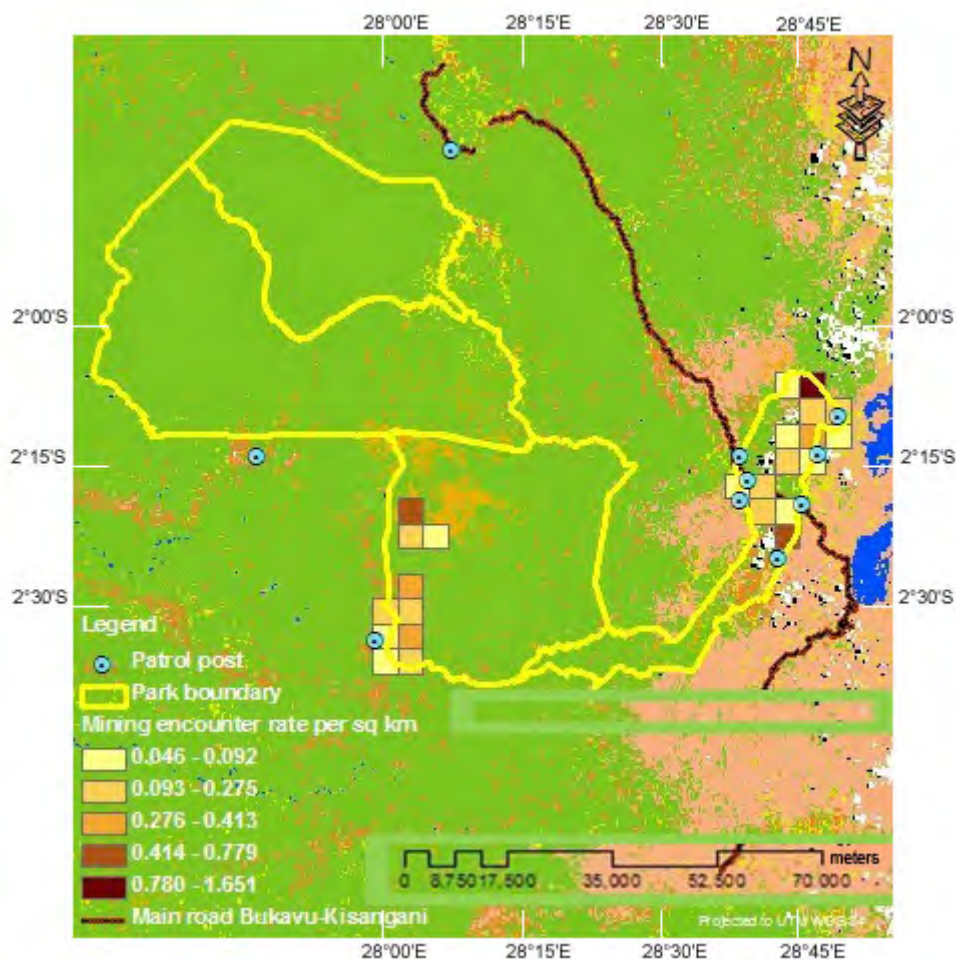 28°00'E 28°15'E 28°30'E 28°45'E
N
2°00'S 2°00'S
2°15'S 2°15'S
2°30'S 2°30'S
Legend
Patrol post
Park boundary
Mining encounter rate per sq km
0.046 - 0.092
0.093 - 0.275
0.276 - 0.413
0.414 - 0.779
0.780 - 1.651
Main road Bukavu-Kisangani
meters
0 8,750 17,500 35,000 52,500 70,000
Projected to UTM WGS 84
28°00'E 28°15'E 28°30'E 28°45'E